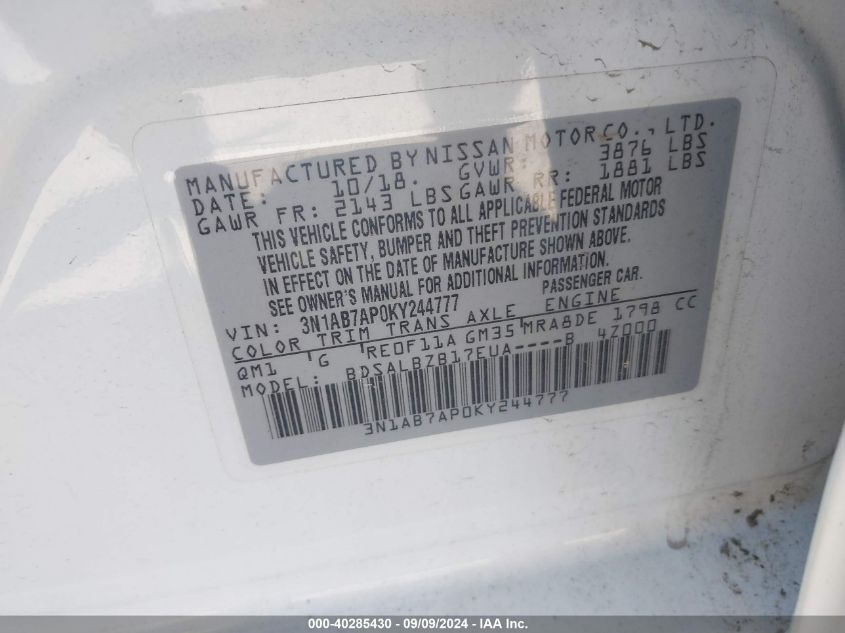 MANUFACTURED BY NISSAN MOTOR CO., LTD.
DATE: 10/18. GVWR: 3876 LBS
GAWR FR: 2143 LBS GAWR RR: 1881 LBS
THIS VEHICLE CONFORMS TO ALL APPLICABLE FEDERAL MOTOR
VEHICLE SAFETY, BUMPER AND THEFT PREVENTION STANDARDS
IN EFFECT ON THE DATE OF MANUFACTURE SHOWN ABOVE.
SEE OWNER'S MANUAL FOR ADDITIONAL INFORMATION.
VIN: 3N1AB7AP0KY244777 PASSENGER CAR.
COLOR TRIM TRANS AXLE ENGINE
QM1 G RE0F11A GM35 MRA8DE 1798 CC
MODEL: BDSALBZB17EUA----B 4Z000
3N1AB7AP0KY244777
000-40285430 - 09/09/2024 - IAA Inc.